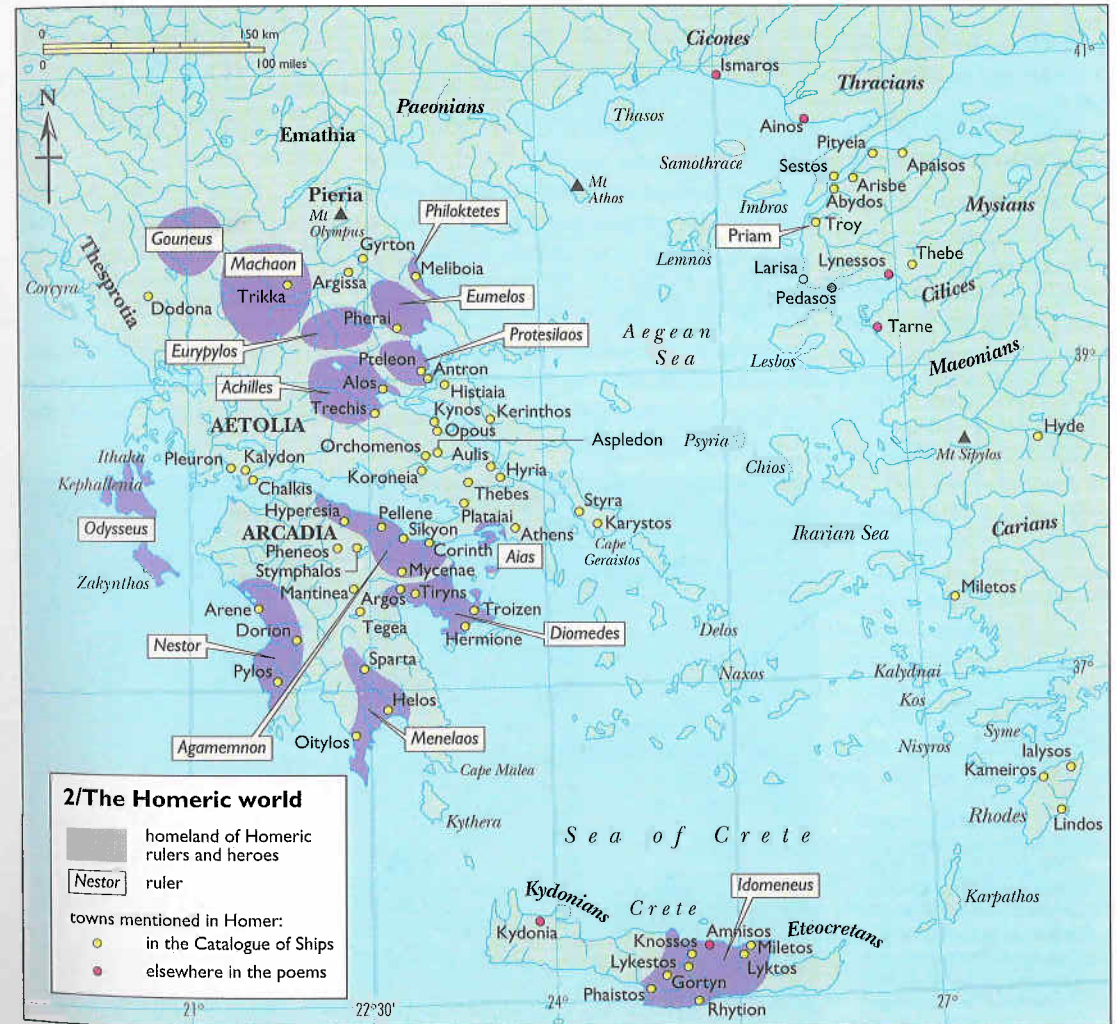 0
150 km
0
100 miles
N
Cicones
Ismaros
41°
Thracians
Paeonians
Thasos
Emathia
Ainos
Pityeia
Samothrace
Sestos
Apaisos
Arisbe
Abydos
Mt
Athos
Imbros
Mysians
Pieria
Mt
Olympus
Philoktetes
Priam
Troy
Gouneus
Gyrton
Machaon
Argissa
Meliboia
Lemnos
Larisa
Lynessos
Thebe
Thesprotia
Corcyra
Trikka
Eumelos
Pedasos
Cilices
Dodona
Pherai
Tarne
Eurypylos
Protesilaos
Aegean
Sea
Lesbos
Maeonians
39°
Pteleon
Antron
Achilles
Alos
Histiaia
Trechis
Kynos
Kerinthos
AETOLIA
Opous
Hyde
Orchomenos
Aspledon
Psyria
Mt Sipylos
Ithaka
Pleuron
Kalydon
Aulis
Chios
Kephallenia
Koroneia
Hyria
Chalkis
Thebes
Styra
Hyperesia
Pellene
Plataiai
Karystos
Odysseus
ARCADIA
Sikyon
Athens
Cape
Geraistos
Ikarian Sea
Carians
Pheneos
Corinth
Aias
Stymphalos
Mycenae
Zakynthos
Mantinea
Argos
Tiryns
Miletos
Arene
Troizen
Dorion
Tegea
Hermione
Diomedes
Delos
Nestor
Sparta
Pylos
Naxos
Kalydnai
37°
Helos
Kos
Agamemnon
Oitylos
Menelaos
Nisyros
Syme
Ialysos
Cape Malea
Kameiros
Kythera
Rhodes
Lindos
Sea of Crete
2/The Homeric world
homeland of Homeric
rulers and heroes
Nestor
ruler
towns mentioned in Homer:
in the Catalogue of Ships
elsewhere in the poems
Kydonians
Crete
Idomeneus
Karpathos
Kydonia
Knossos
Amnisos
Eteocretans
Miletos
Lykestos
Lyktos
Gortyn
Phaistos
Rhytion
21°
22°30'
24°
27°